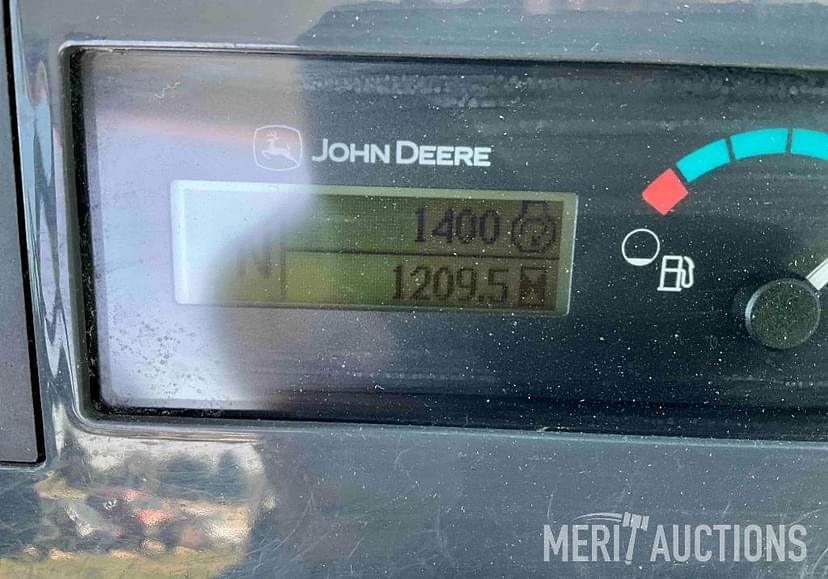 JOHN DEERE
1400
N
1209.5
MERIT AUCTIONS